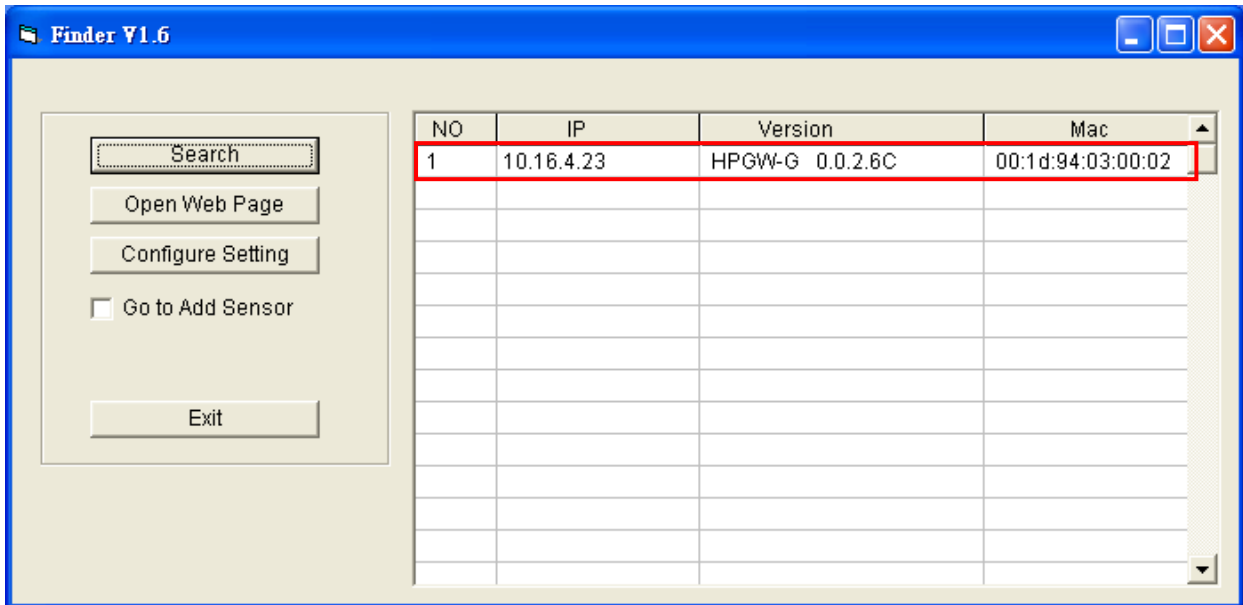 Finder V1.6
Search
Open Web Page
Configure Setting
Go to Add Sensor
Exit
NO IP Version Mac
1 10.16.4.23 HPGW-G 0.0.2.6C 00:1d:94:03:00:02